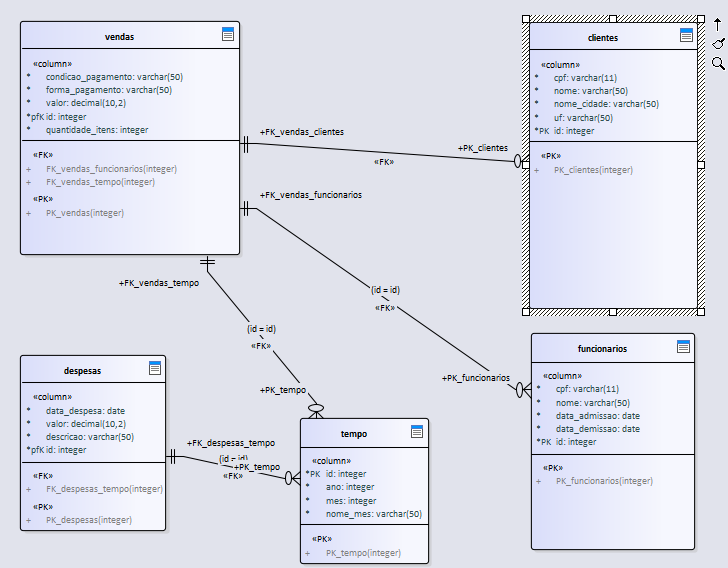 vendas
«column»
* condicao_pagamento: varchar(50)
* forma_pagamento: varchar(50)
* valor: decimal(10,2)
*pfK id: integer
* quantidade_itens: integer
«FK»
+ FK_vendas_funcionarios(integer)
+ FK_vendas_tempo(integer)
«PK»
+ PK_vendas(integer)
clientes
«column»
* cpf: varchar(11)
* nome: varchar(50)
* nome_cidade: varchar(50)
* uf: varchar(50)
*PK id: integer
«PK»
+ PK_clientes(integer)
+FK_vendas_clientes
+PK_clientes
«FK»
+FK_vendas_funcionarios
(id = id)
«FK»
+PK_funcionarios
+FK_vendas_tempo
(id = id)
«FK»
+PK_tempo
despesas
«column»
* data_despesa: date
* valor: decimal(10,2)
* descricao: varchar(50)
*pfK id: integer
«FK»
+ FK_despesas_tempo(integer)
«PK»
+ PK_despesas(integer)
+FK_despesas_tempo
(id = id)
+PK_tempo
«FK»
tempo
«column»
*PK id: integer
* ano: integer
* mes: integer
* nome_mes: varchar(50)
«PK»
+ PK_tempo(integer)
funcionarios
«column»
* cpf: varchar(11)
* nome: varchar(50)
* data_admissao: date
* data_demissao: date
*PK id: integer
«PK»
+ PK_funcionarios(integer)